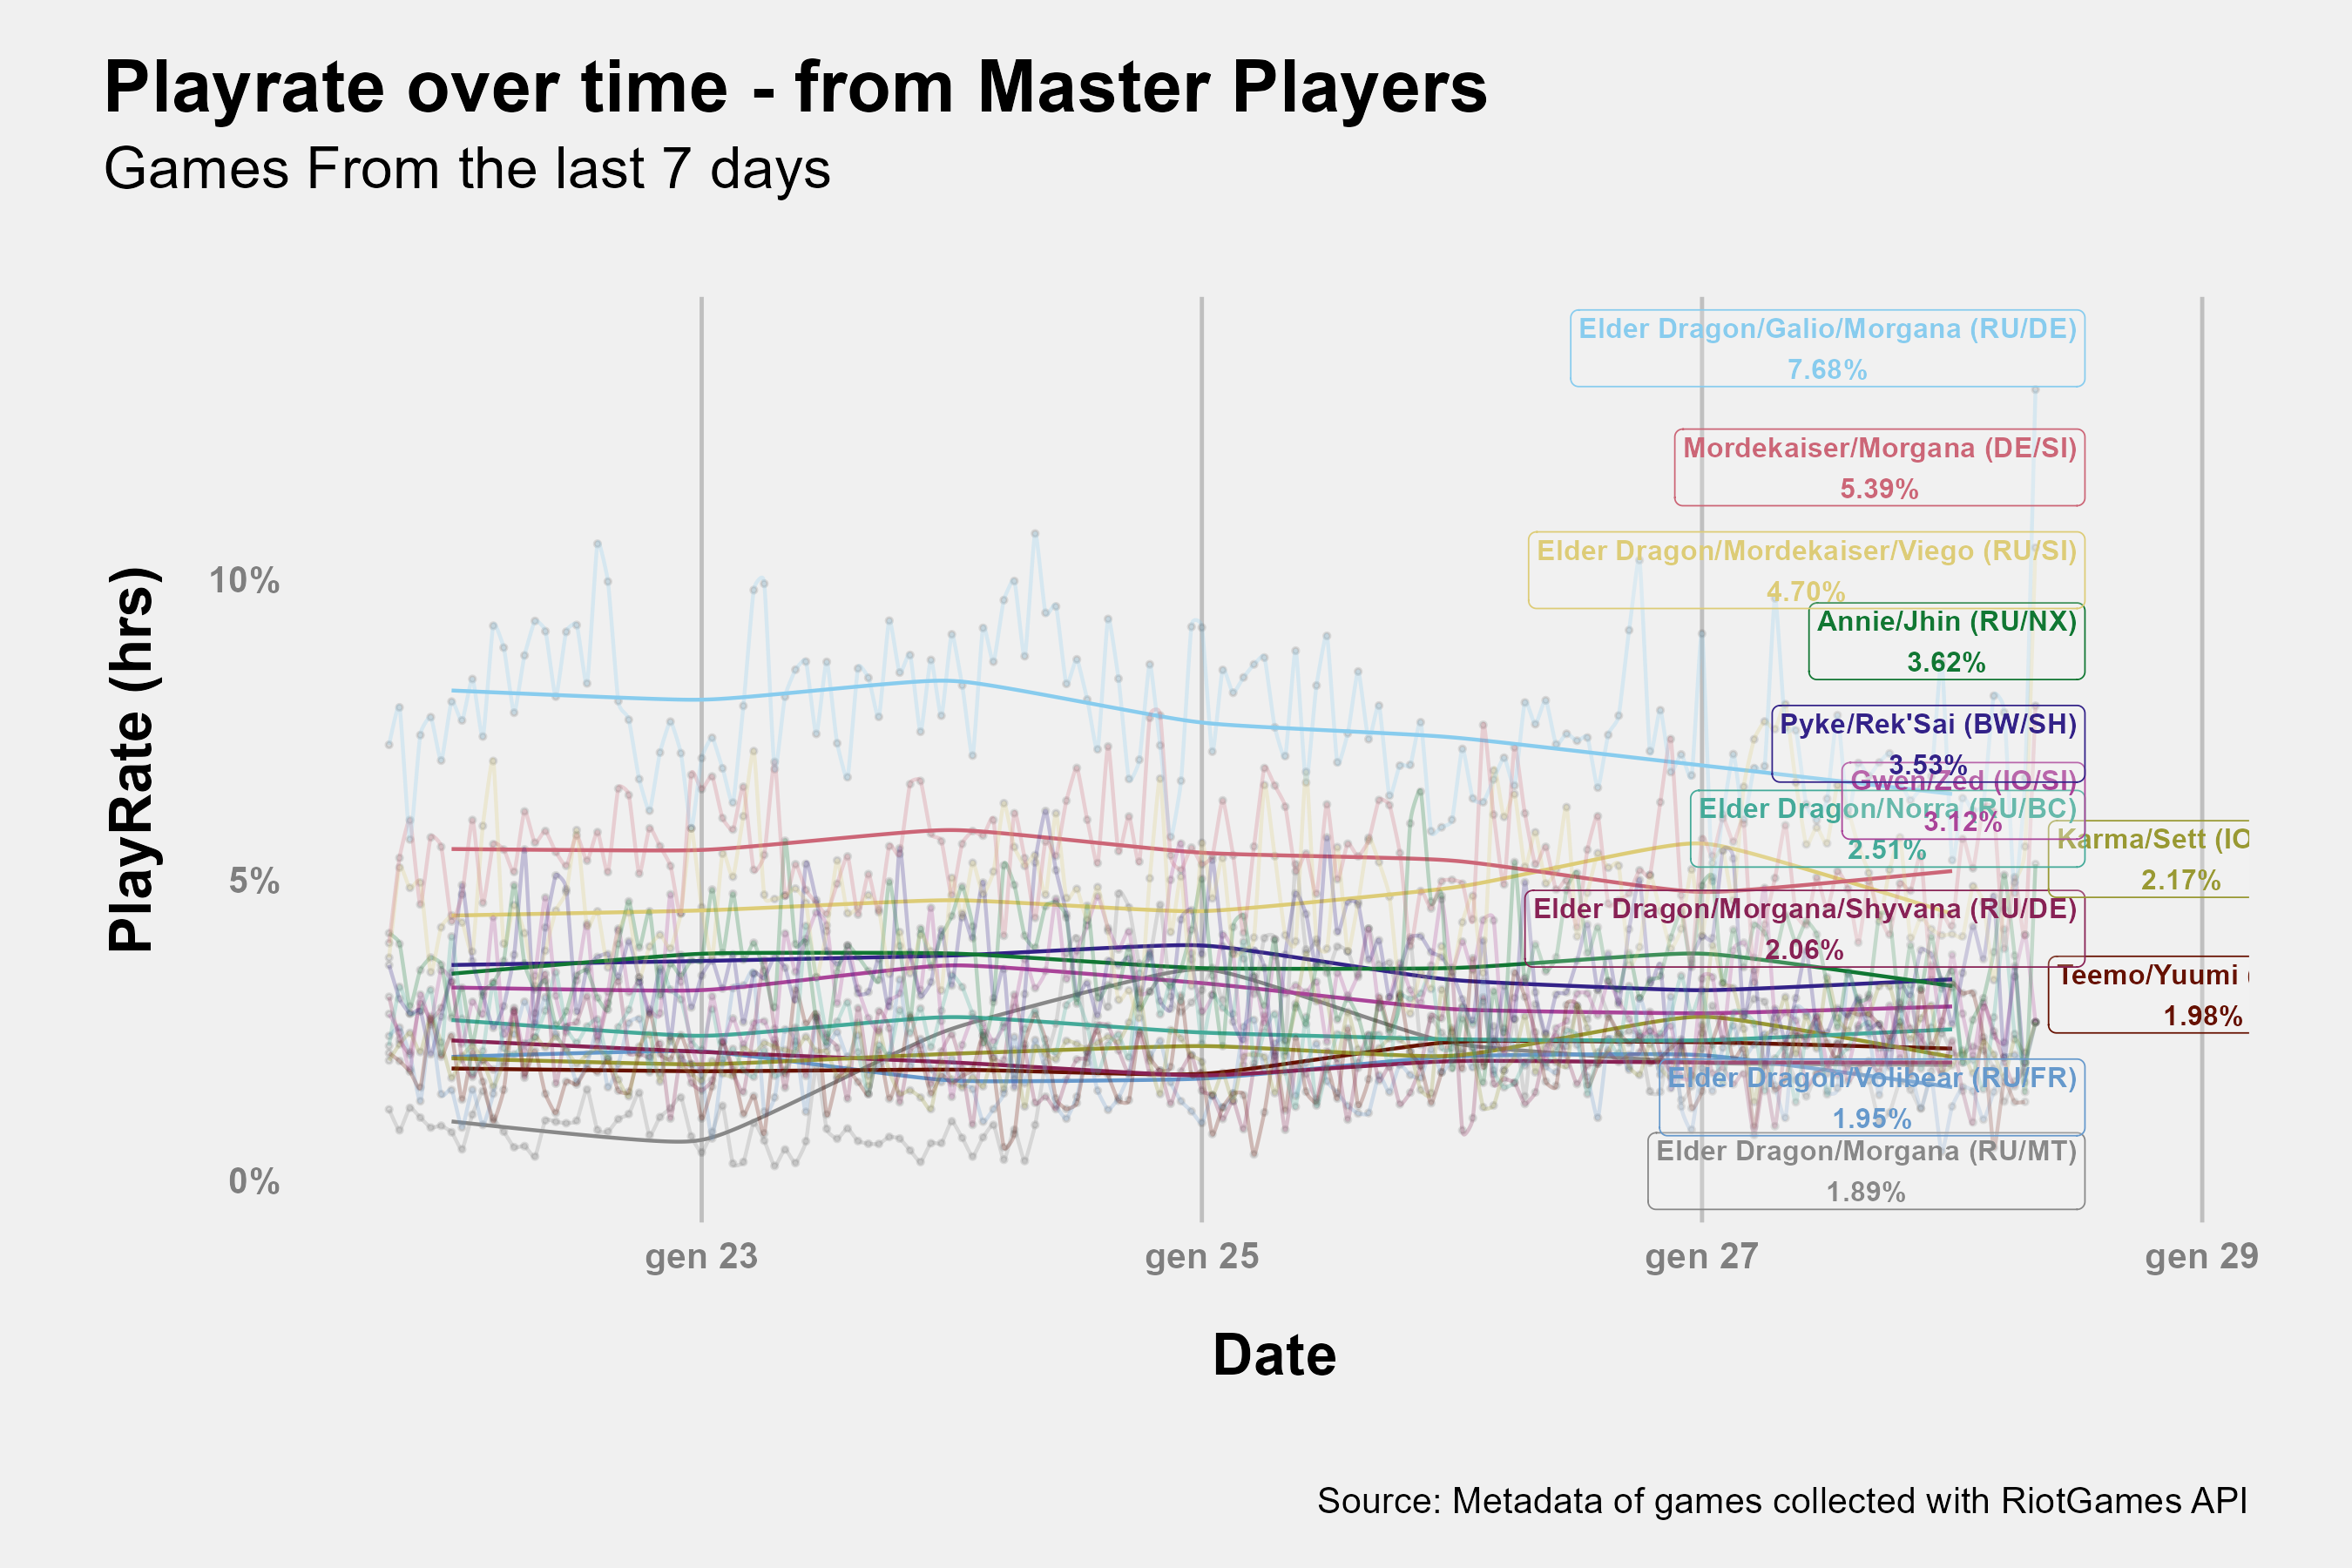 Playrate over time - from Master Players
Games From the last 7 days
PlayRate (hrs)
10%
5%
0%
Elder Dragon/Galio/Morgana (RU/DE)
7.68%
Mordekaiser/Morgana (DE/SI)
5.39%
Elder Dragon/Mordekaiser/Viego (RU/SI)
4.70%
Annie/Jhin (RU/NX)
3.62%
Pyke/Rek'Sai (BW/SH)
3.53%
Gwen/Zed (IO/SI)
3.12%
Elder Dragon/Norra (RU/BC)
2.51%
Karma/Sett (IO
2.17%
Elder Dragon/Morgana/Shyvana (RU/DE)
2.06%
Teemo/Yuumi (
1.98%
Elder Dragon/Volibear (RU/FR)
1.95%
Elder Dragon/Morgana (RU/MT)
1.89%
gen 23
gen 25
gen 27
gen 29
Date
Source: Metadata of games collected with RiotGames API